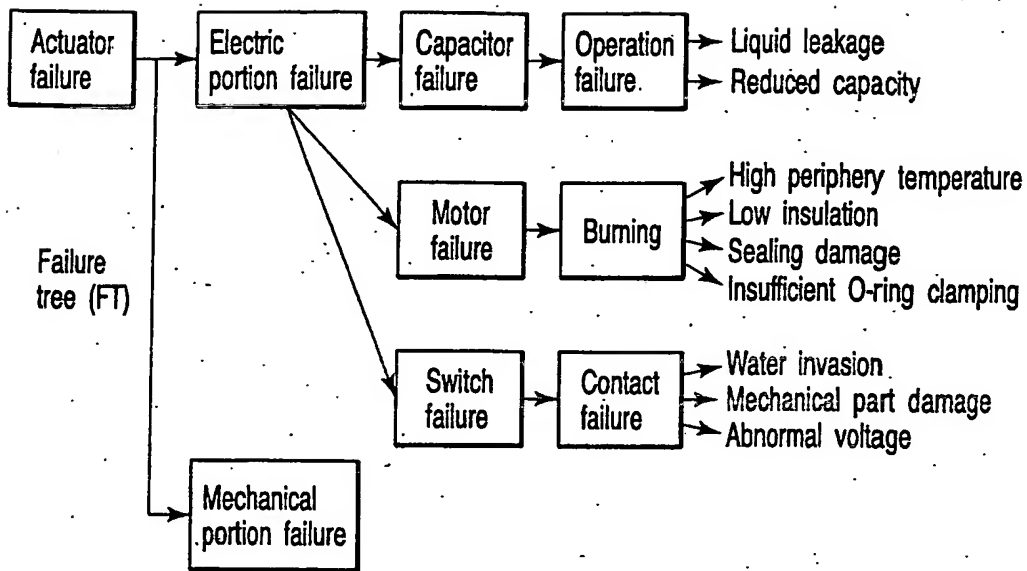 Actuator
failure
Electric
portion failure
Capacitor
failure
Operation
failure
Liquid leakage
Reduced capacity
Motor
failure
Burning
High periphery temperature
Low insulation
Sealing damage
Insufficient O-ring clamping
Failure
tree (FT)
Switch
failure
Contact
failure
Water invasion
Mechanical part damage
Abnormal voltage
Mechanical
portion failure